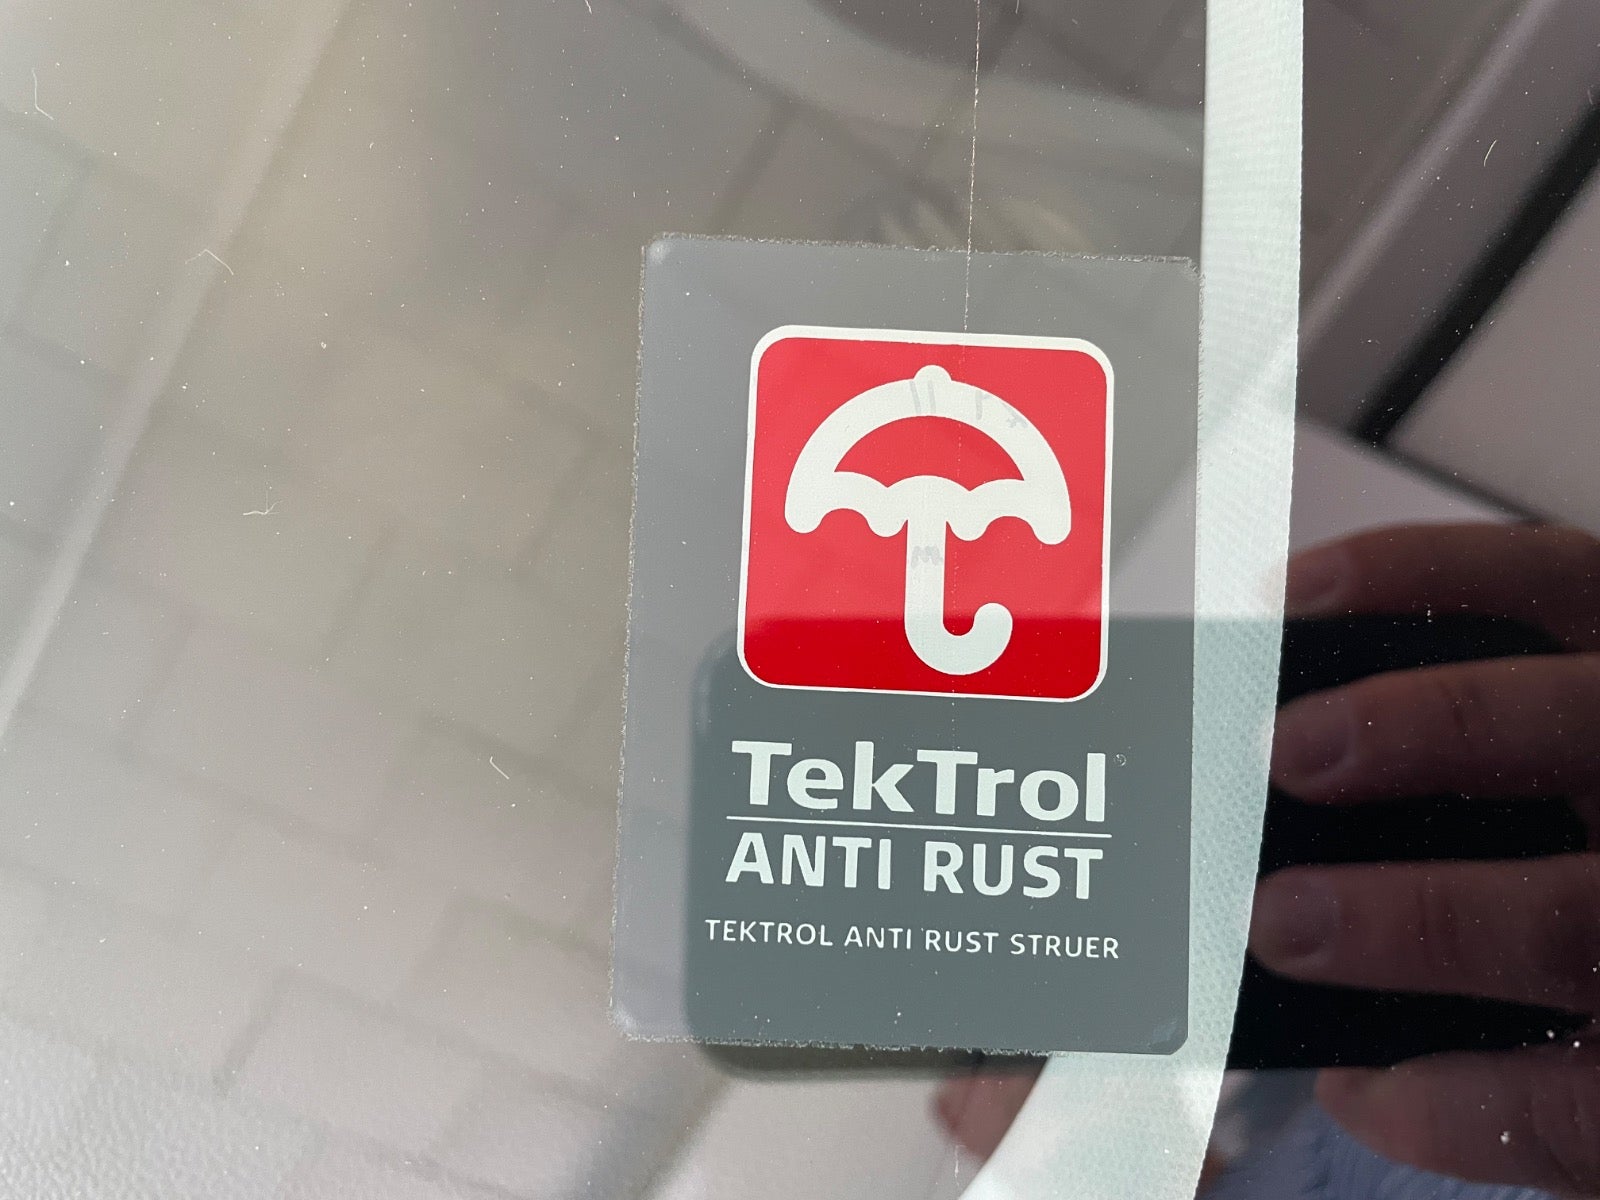 TekTrol
ANTI RUST
TEKTROL ANTI RUST STRUER